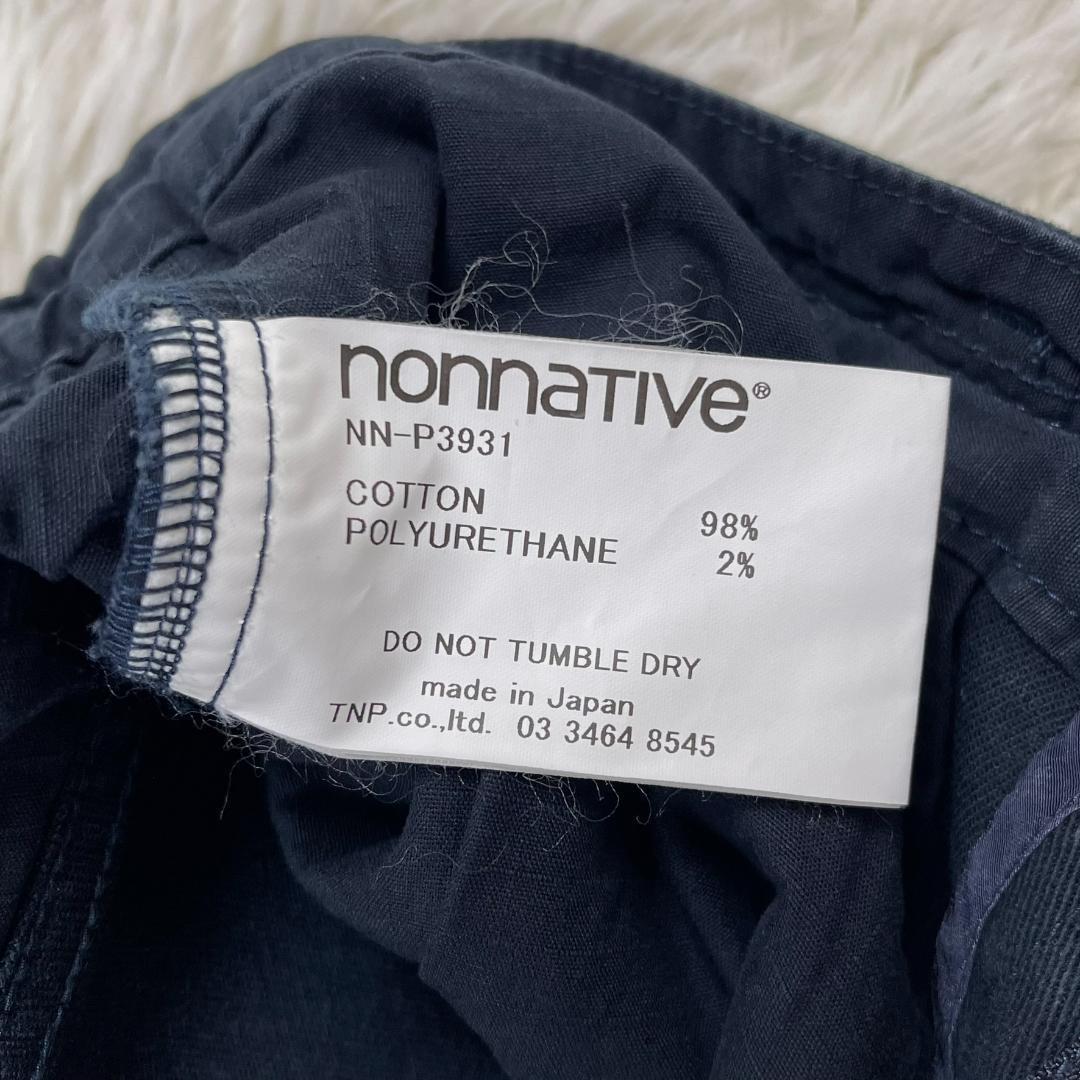 nonnative®
NN-P3931
COTTON 98%
POLYURETHANE 2%
DO NOT TUMBLE DRY
made in Japan
TNP.co.,ltd. 03 3464 8545